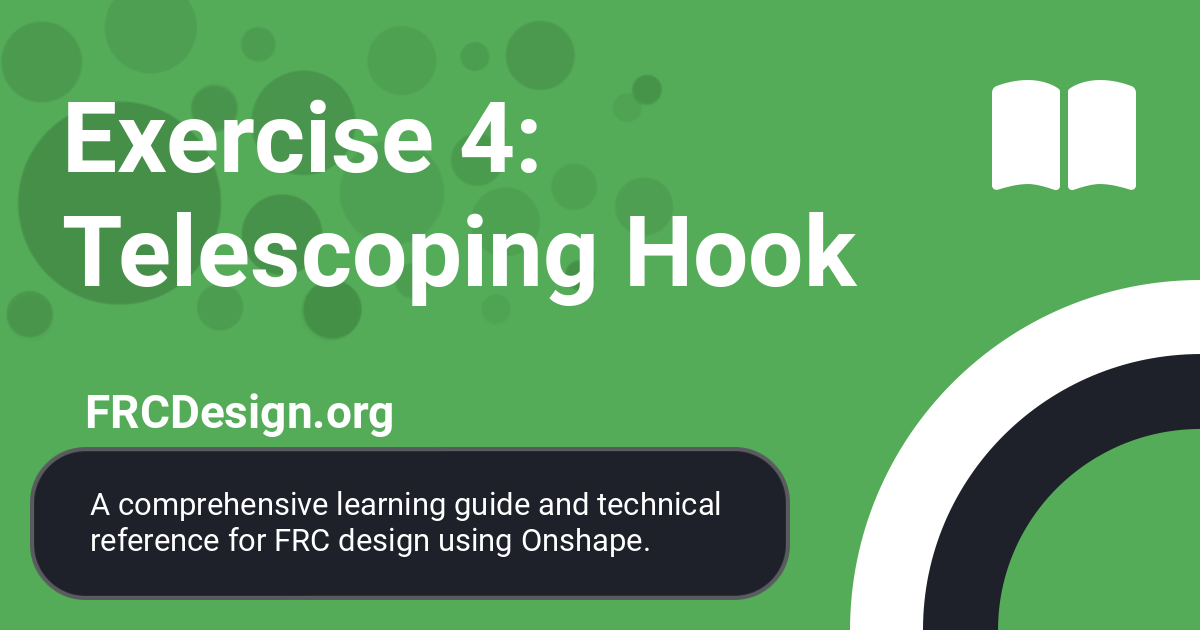 Exercise 4:
Telescoping Hook
FRCDesign.org
A comprehensive learning guide and technical
reference for FRC design using Onshape.